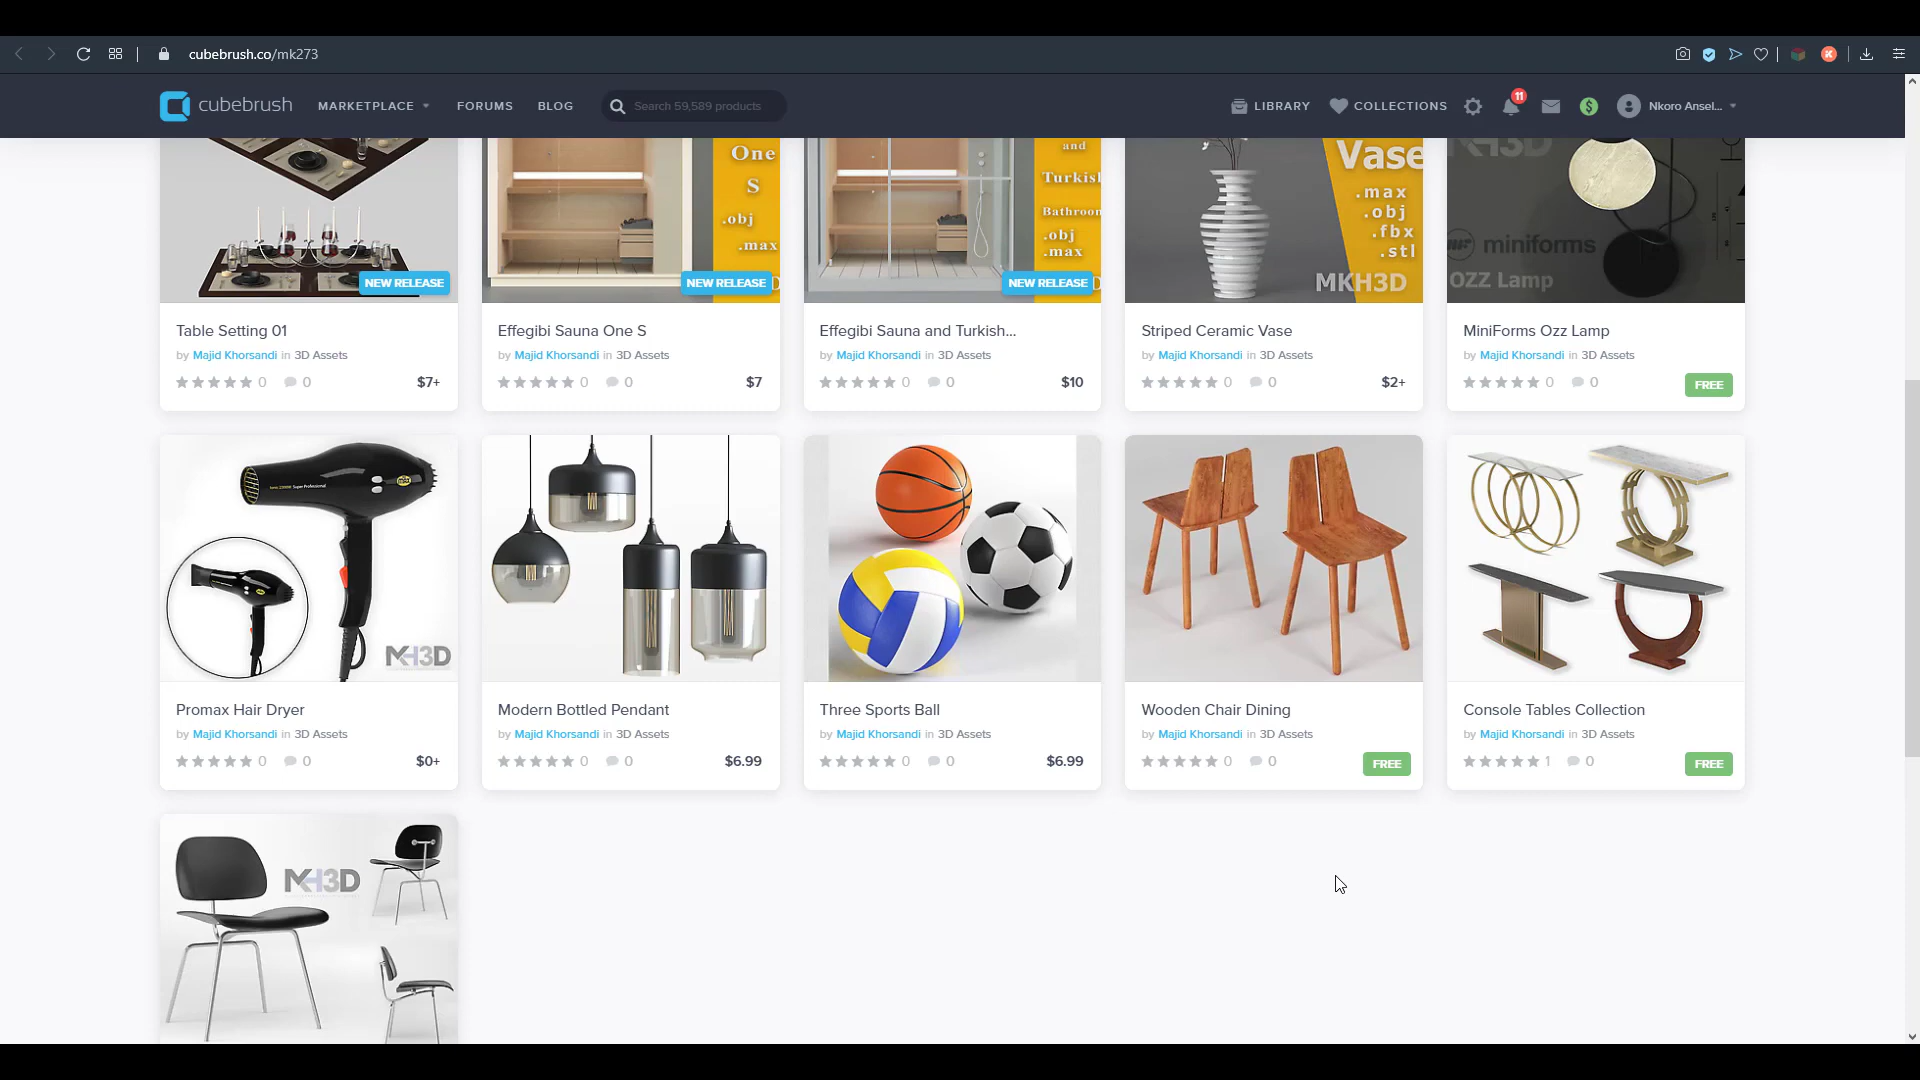 cubebrush.co/mk273
cubebrush MARKETPLACE FORUMS BLOG Search 59,589 products LIBRARY COLLECTIONS 11 $ Nkoro Ansel...
One
S
.obj
.max
NEW RELEASE
and
Turkish
Bathroom
.obj
.max
NEW RELEASE
Vase
.max
.obj
.fbx
.stl
MKH3D
miniforms
OZZ Lamp
NEW RELEASE
Table Setting 01
by Majid Khorsandi in 3D Assets
0 0 $7+
Effegibi Sauna One S
by Majid Khorsandi in 3D Assets
0 0 $7
Effegibi Sauna and Turkish...
by Majid Khorsandi in 3D Assets
0 0 $10
Striped Ceramic Vase
by Majid Khorsandi in 3D Assets
0 0 $2+
MiniForms Ozz Lamp
by Majid Khorsandi in 3D Assets
0 0 FREE
MH3D
Promax Hair Dryer
by Majid Khorsandi in 3D Assets
0 0 $0+
Modern Bottled Pendant
by Majid Khorsandi in 3D Assets
0 0 $6.99
Three Sports Ball
by Majid Khorsandi in 3D Assets
0 0 $6.99
Wooden Chair Dining
by Majid Khorsandi in 3D Assets
0 0 FREE
Console Tables Collection
by Majid Khorsandi in 3D Assets
1 0 FREE
MH3D